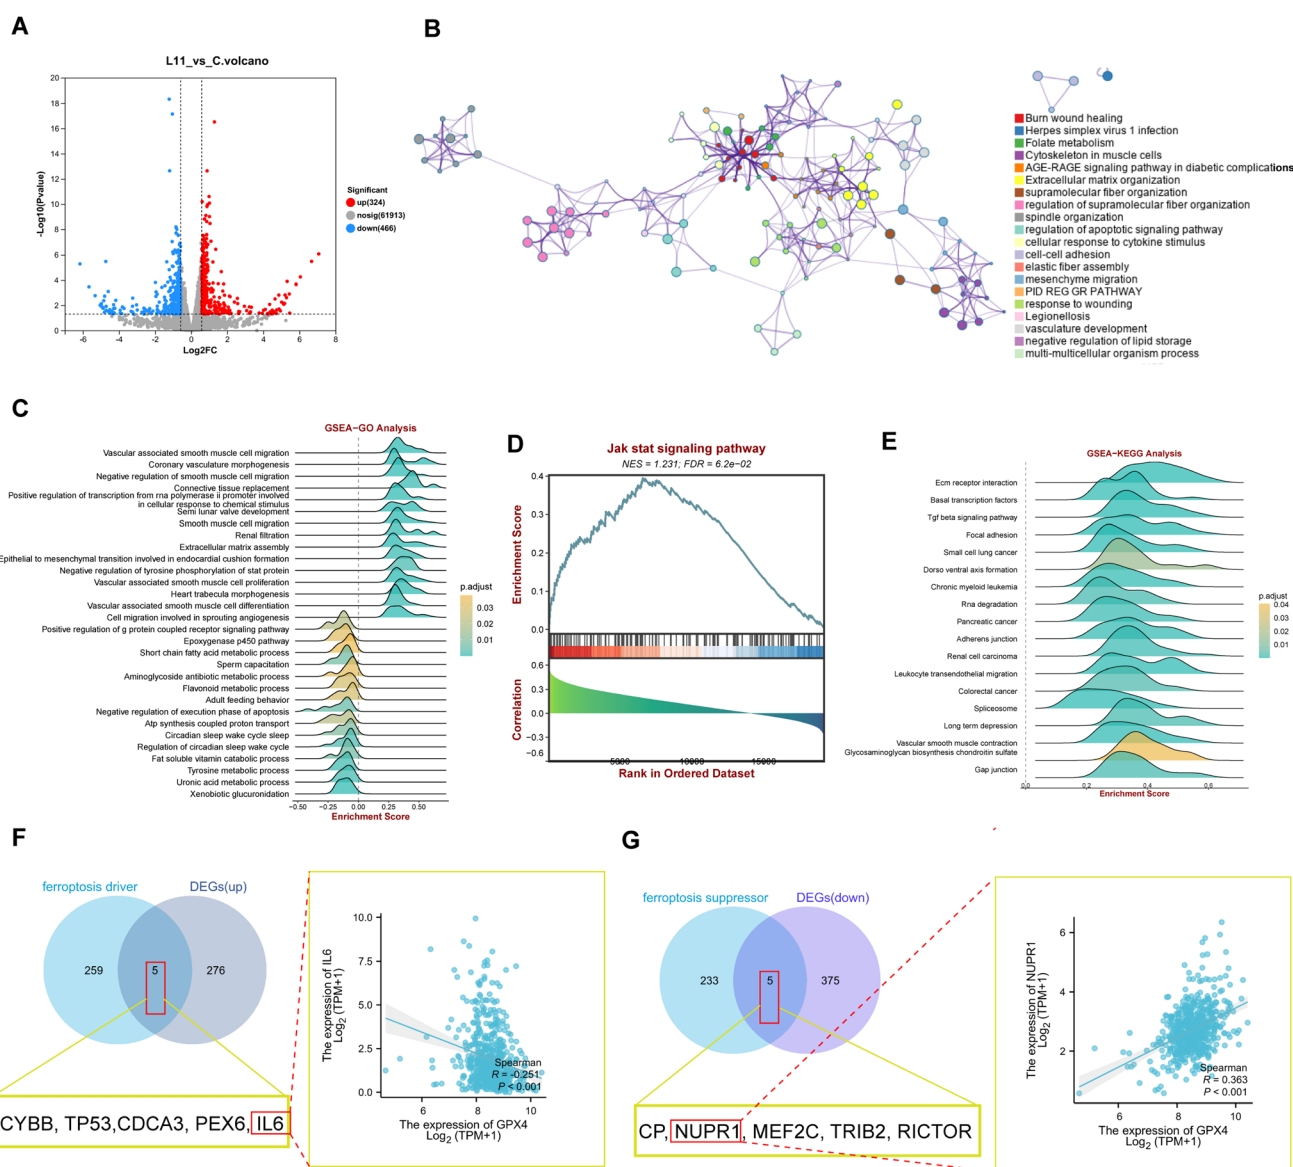 A
L11_vs_C.volcano
-Log10(Pvalue)
20
18
16
14
12
10
8
6
4
2
0
-6
-4
-2
0
2
4
6
8
Log2FC
Significant
up(324)
nosig(61913)
down(466)
B
Burn wound healing
Herpes simplex virus 1 infection
Folate metabolism
Cytoskeleton in muscle cells
AGE-RAGE signaling pathway in diabetic complications
Extracellular matrix organization
supramolecular fiber organization
regulation of supramolecular fiber organization
spindle organization
regulation of apoptotic signaling pathway
cellular response to cytokine stimulus
cell-cell adhesion
elastic fiber assembly
mesenchyme migration
PID REG GR PATHWAY
response to wounding
Legionellosis
vasculature development
negative regulation of lipid storage
multi-multicellular organism process
C
GSEA−GO Analysis
Vascular associated smooth muscle cell migration
Coronary vasculature morphogenesis
Negative regulation of smooth muscle cell migration
Connective tissue replacement
Positive regulation of transcription from rna polymerase ii promoter involved
in cellular response to chemical stimulus
Semi lunar valve development
Smooth muscle cell migration
Renal filtration
Extracellular matrix assembly
Epithelial to mesenchymal transition involved in endocardial cushion formation
Negative regulation of tyrosine phosphorylation of stat protein
Vascular associated smooth muscle cell proliferation
Heart trabecula morphogenesis
Vascular associated smooth muscle cell differentiation
Cell migration involved in sprouting angiogenesis
Positive regulation of g protein coupled receptor signaling pathway
Epoxygenase p450 pathway
Short chain fatty acid metabolic process
Sperm capacitation
Aminoglycoside antibiotic metabolic process
Flavonoid metabolic process
Adult feeding behavior
Negative regulation of execution phase of apoptosis
Atp synthesis coupled proton transport
Circadian sleep wake cycle sleep
Regulation of circadian sleep wake cycle
Fat soluble vitamin catabolic process
Tyrosine metabolic process
Uronic acid metabolic process
Xenobiotic glucuronidation
−0.50
−0.25
0.00
0.25
0.50
Enrichment Score
p.adjust
0.03
0.02
0.01
D
Jak stat signaling pathway
NES = 1.231; FDR = 6.2e−02
Enrichment Score
0.4
0.3
0.2
0.1
0.0
Correlation
0.6
0.3
0.0
−0.3
−0.6
5000
10000
15000
Rank in Ordered Dataset
E
GSEA−KEGG Analysis
Ecm receptor interaction
Basal transcription factors
Tgf beta signaling pathway
Focal adhesion
Small cell lung cancer
Dorso ventral axis formation
Chronic myeloid leukemia
Rna degradation
Pancreatic cancer
Adherens junction
Renal cell carcinoma
Leukocyte transendothelial migration
Colorectal cancer
Spliceosome
Long term depression
Vascular smooth muscle contraction
Glycosaminoglycan biosynthesis chondroitin sulfate
Gap junction
0.0
0.2
0.4
0.6
Enrichment Score
p.adjust
0.04
0.03
0.02
0.01
F
ferroptosis driver
DEGs(up)
259
5
276
CYBB, TP53,CDCA3, PEX6, IL6
The expression of IL6
Log2 (TPM+1)
10.0
7.5
5.0
2.5
0.0
Spearman
R = -0.251
P < 0.001
6
8
10
The expression of GPX4
Log2 (TPM+1)
G
ferroptosis suppressor
DEGs(down)
233
5
375
CP, NUPR1, MEF2C, TRIB2, RICTOR
The expression of NUPR1
Log2 (TPM+1)
6
4
2
Spearman
R = 0.363
P < 0.001
6
8
10
The expression of GPX4
Log2 (TPM+1)